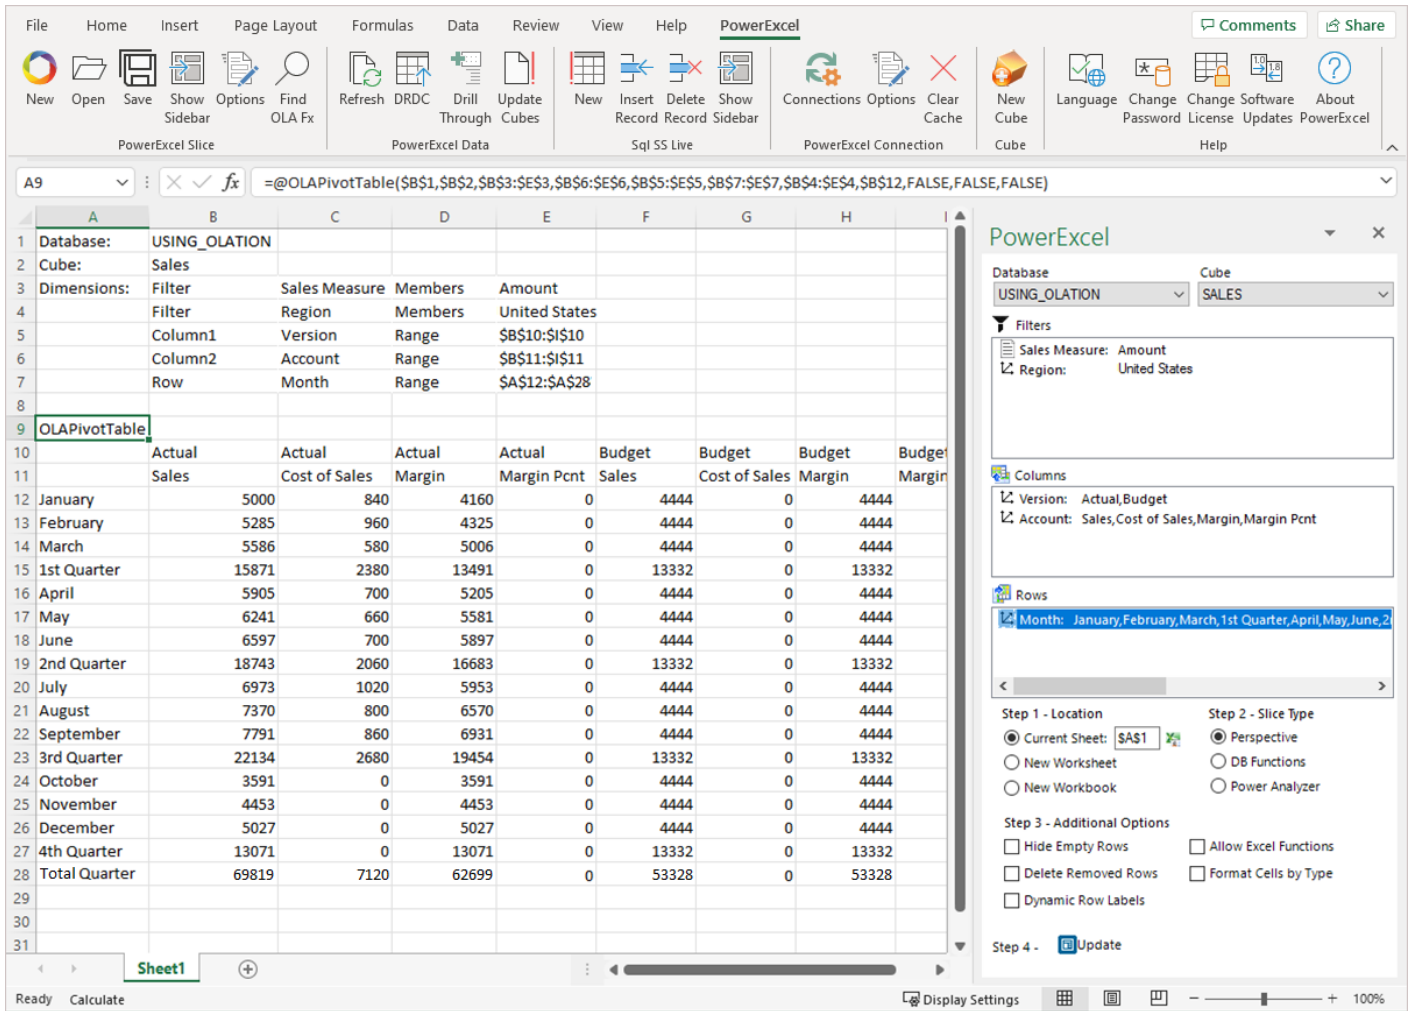 File Home Insert Page Layout Formulas Data Review View Help PowerExcel Comments Share
New Open Save Show Sidebar Options Find OLA Fx Refresh DRDC Drill Through Update Cubes New Insert Record Delete Record Show Sidebar Connections Options Clear Cache New Cube Language Change Password Change License Software Updates About PowerExcel
PowerExcel Slice PowerExcel Data Sql SS Live PowerExcel Connection Cube Help
A9 fx =@OLAPivotTable($B$1,$B$2,$B$3:$E$3,$B$6:$E$6,$B$5:$E$5,$B$7:$E$7,$B$4:$E$4,$B$12,FALSE,FALSE,FALSE)
A B C D E F G H I
1 Database: USING_OLATION
2 Cube: Sales
3 Dimensions: Filter Sales Measure Members Amount
4 Filter Region Members United States
5 Column1 Version Range $B$10:$I$10
6 Column2 Account Range $B$11:$I$11
7 Row Month Range $A$12:$A$28
8
9 OLAPivotTable
10 Actual Actual Actual Actual Budget Budget Budget Budget
11 Sales Cost of Sales Margin Margin Pcnt Sales Cost of Sales Margin Margin
12 January 5000 840 4160 0 4444 0 4444
13 February 5285 960 4325 0 4444 0 4444
14 March 5586 580 5006 0 4444 0 4444
15 1st Quarter 15871 2380 13491 0 13332 0 13332
16 April 5905 700 5205 0 4444 0 4444
17 May 6241 660 5581 0 4444 0 4444
18 June 6597 700 5897 0 4444 0 4444
19 2nd Quarter 18743 2060 16683 0 13332 0 13332
20 July 6973 1020 5953 0 4444 0 4444
21 August 7370 800 6570 0 4444 0 4444
22 September 7791 860 6931 0 4444 0 4444
23 3rd Quarter 22134 2680 19454 0 13332 0 13332
24 October 3591 0 3591 0 4444 0 4444
25 November 4453 0 4453 0 4444 0 4444
26 December 5027 0 5027 0 4444 0 4444
27 4th Quarter 13071 0 13071 0 13332 0 13332
28 Total Quarter 69819 7120 62699 0 53328 0 53328
29
30
31
PowerExcel
Database Cube
USING_OLATION SALES
Filters
Sales Measure: Amount
Region: United States
Columns
Version: Actual,Budget
Account: Sales,Cost of Sales,Margin,Margin Pcnt
Rows
Month: January,February,March,1st Quarter,April,May,June,2
Step 1 - Location Step 2 - Slice Type
Current Sheet: $A$1 Perspective
New Worksheet DB Functions
New Workbook Power Analyzer
Step 3 - Additional Options
Hide Empty Rows Allow Excel Functions
Delete Removed Rows Format Cells by Type
Dynamic Row Labels
Step 4 - Update
Sheet1
Ready Calculate Display Settings 100%